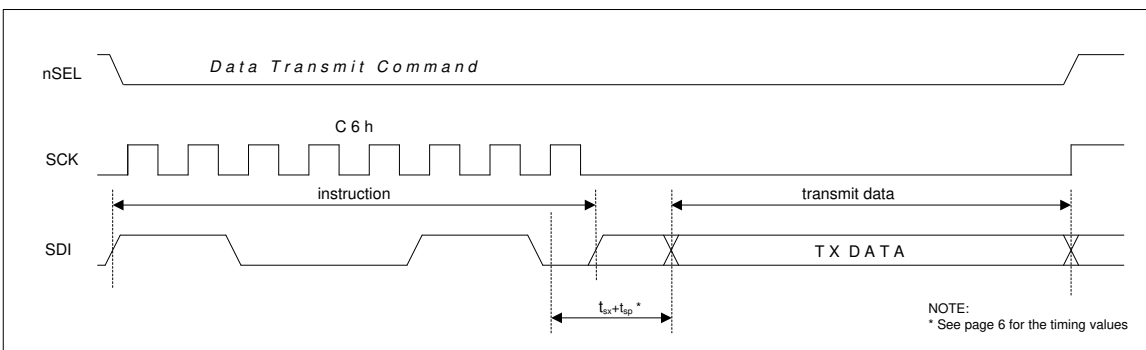 nSEL
Data Transmit Command
C6h
SCK
instruction
transmit data
SDI
TX DATA
tsx+tsp *
NOTE:
* See page 6 for the timing values